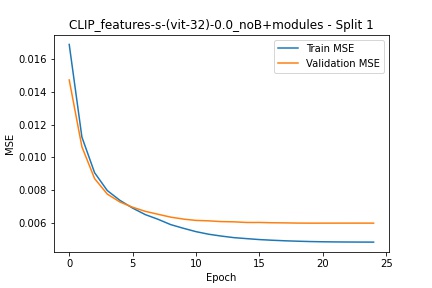 CLIP_features-s-(vit-32)-0.0_noB+modules - Split 1
Train MSE
Validation MSE
MSE
0.016
0.014
0.012
0.010
0.008
0.006
0 5 10 15 20 25
Epoch